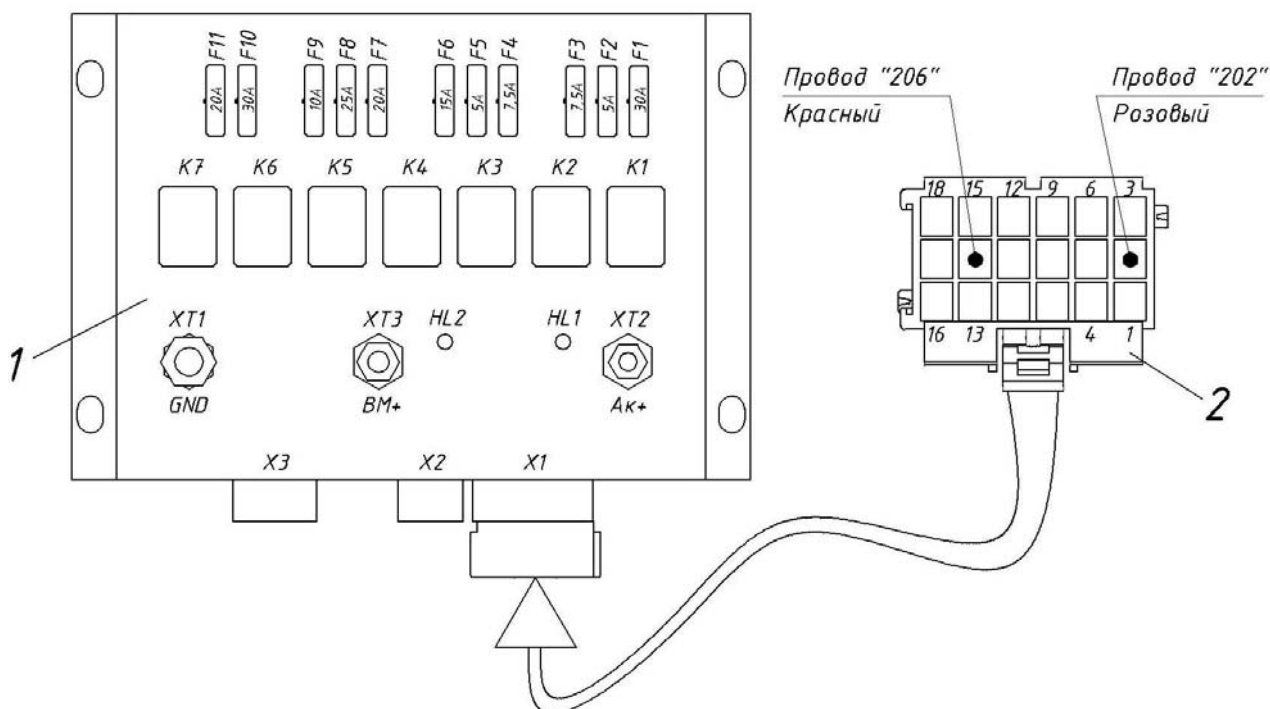 F11 F10 F9 F8 F7 F6 F5 F4 F3 F2 F1
20A 30A 10A 25A 20A 15A 5A 7,5A 7,5A 5A 30A
K7 K6 K5 K4 K3 K2 K1
XT1 XT3 HL2 HL1 XT2
GND BM+ Ак+
X3 X2 X1
1
Провод "206"
Красный
Провод "202"
Розовый
18 15 12 9 6 3
16 13 4 1
2